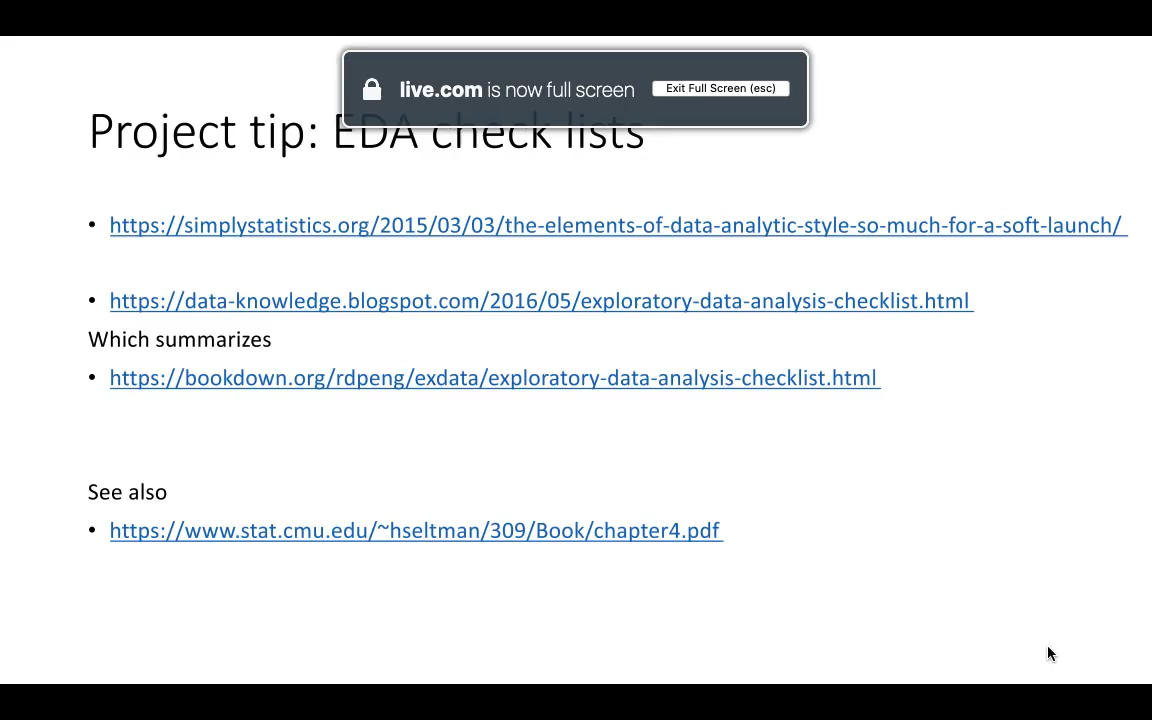 live.com is now full screen
Exit Full Screen (esc)
Project tip: EDA check lists
• https://simplystatistics.org/2015/03/03/the-elements-of-data-analytic-style-so-much-for-a-soft-launch/
• https://data-knowledge.blogspot.com/2016/05/exploratory-data-analysis-checklist.html
Which summarizes
• https://bookdown.org/rdpeng/exdata/exploratory-data-analysis-checklist.html
See also
• https://www.stat.cmu.edu/~hseltman/309/Book/chapter4.pdf